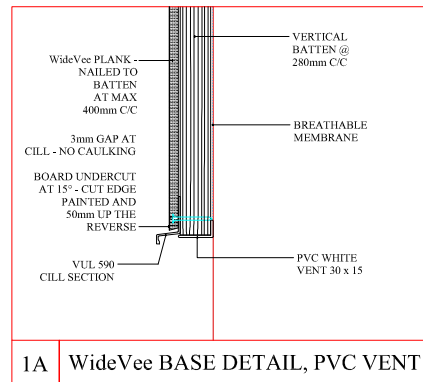 WideVee PLANK -
NAILED TO
BATTEN
AT MAX
400mm C/C
3mm GAP AT
CILL - NO CAULKING
BOARD UNDERCUT
AT 15° - CUT EDGE
PAINTED AND
50mm UP THE
REVERSE
VUL 590
CILL SECTION
VERTICAL
BATTEN @
280mm C/C
BREATHABLE
MEMBRANE
PVC WHITE
VENT 30 x 15
1A WideVee BASE DETAIL, PVC VENT